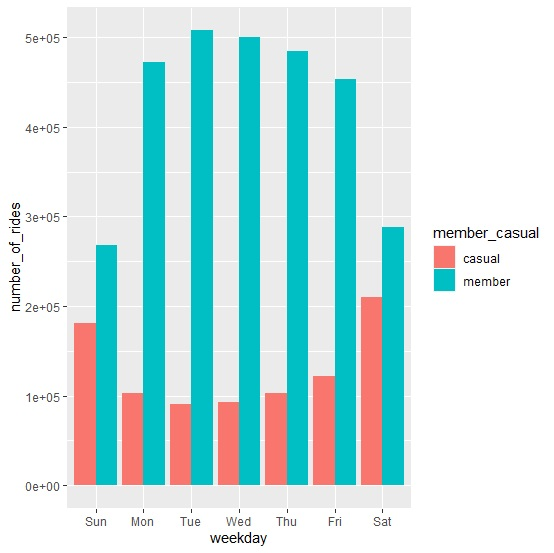 number_of_rides
5e+05
4e+05
3e+05
2e+05
1e+05
0e+00
Sun Mon Tue Wed Thu Fri Sat
weekday
member_casual
casual
member